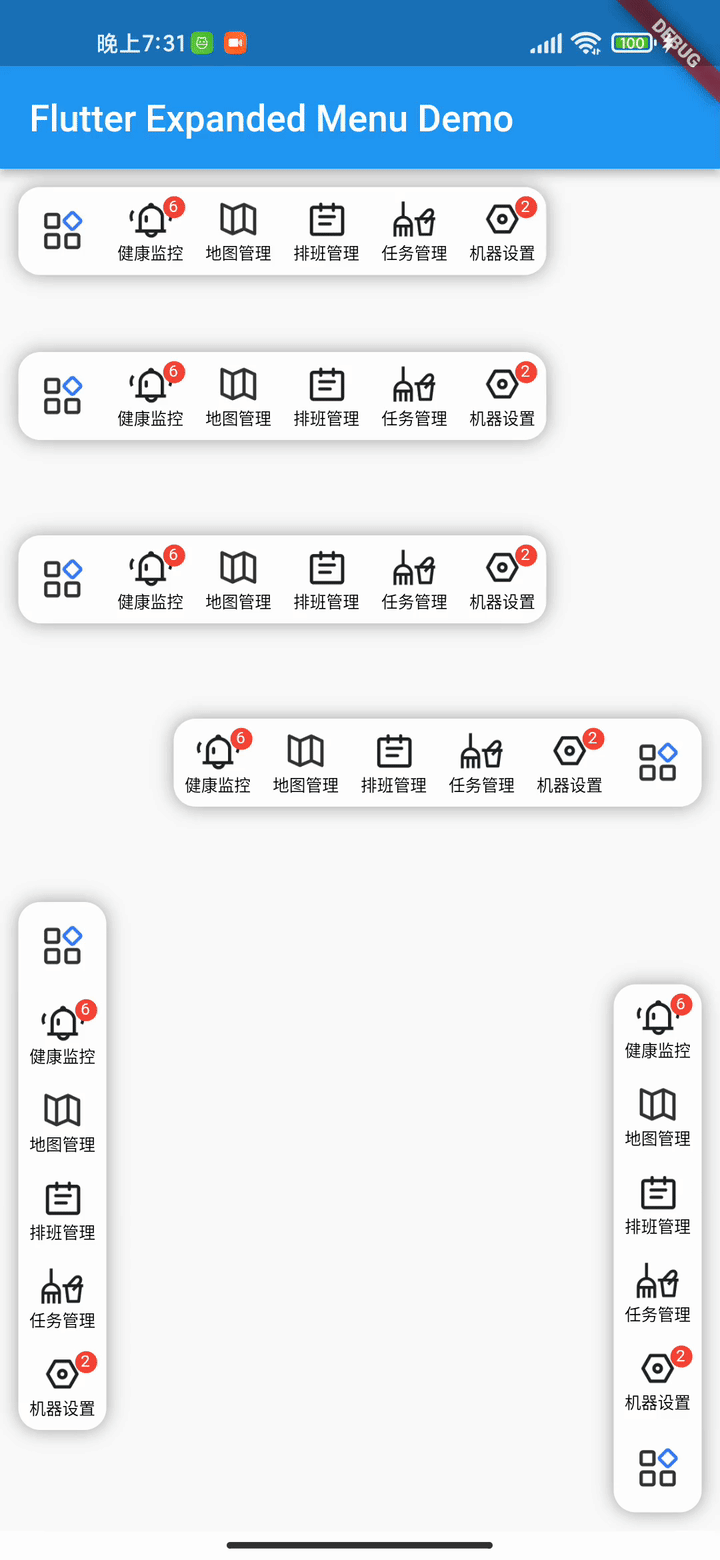 晚上7:31
100
DEBUG
Flutter Expanded Menu Demo
6 2
健康监控 地图管理 排班管理 任务管理 机器设置
6 2
健康监控 地图管理 排班管理 任务管理 机器设置
6 2
健康监控 地图管理 排班管理 任务管理 机器设置
6 2
健康监控 地图管理 排班管理 任务管理 机器设置
6
健康监控
地图管理
排班管理
任务管理
2
机器设置
6
健康监控
地图管理
排班管理
任务管理
2
机器设置